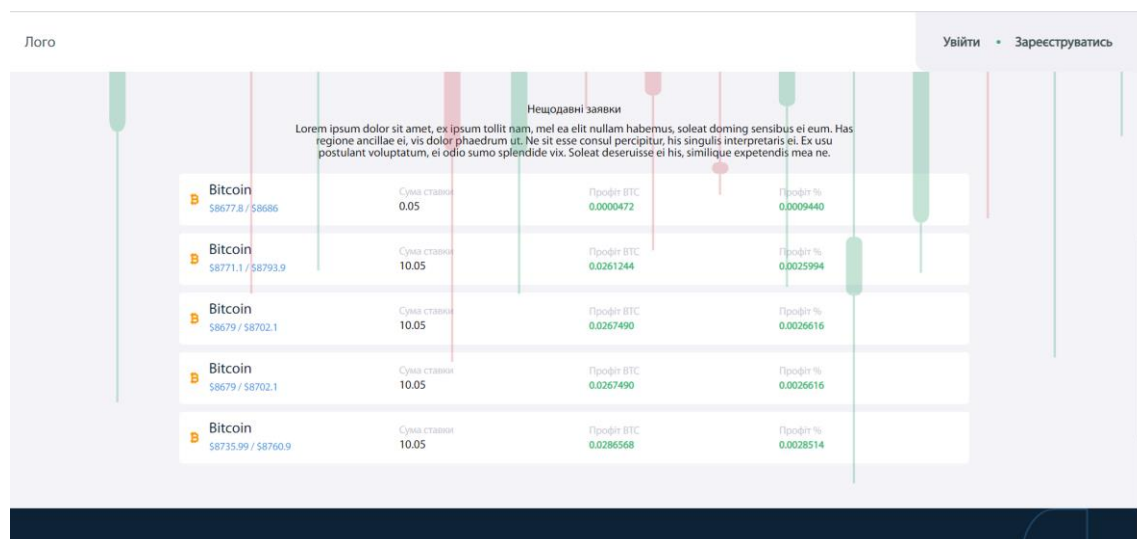 Лого
Увійти • Зареєструватись
Нещодавні заявки
Lorem ipsum dolor sit amet, ex ipsum tollit nam, mel ea elit nullam habemus, soleat doming sensibus ei eum. Has
regione ancillae ei, vis dolor phaedrum ut. Ne sit esse consul percipitur, his singulis interpretaris ei. Ex usu
postulant voluptatum, ei odio sumo splendide vix. Soleat deseruisse ei his, similique expetendis mea ne.
Bitcoin Сума ставки Профіт BTC Профіт %
$8677.8 / $8686 0.05 0.0000472 0.0009440
Bitcoin Сума ставки Профіт BTC Профіт %
$8771.1 / $8793.9 10.05 0.0261244 0.0025994
Bitcoin Сума ставки Профіт BTC Профіт %
$8679 / $8702.1 10.05 0.0267490 0.0026616
Bitcoin Сума ставки Профіт BTC Профіт %
$8679 / $8702.1 10.05 0.0267490 0.0026616
Bitcoin Сума ставки Профіт BTC Профіт %
$8735.99 / $8760.9 10.05 0.0286568 0.0028514